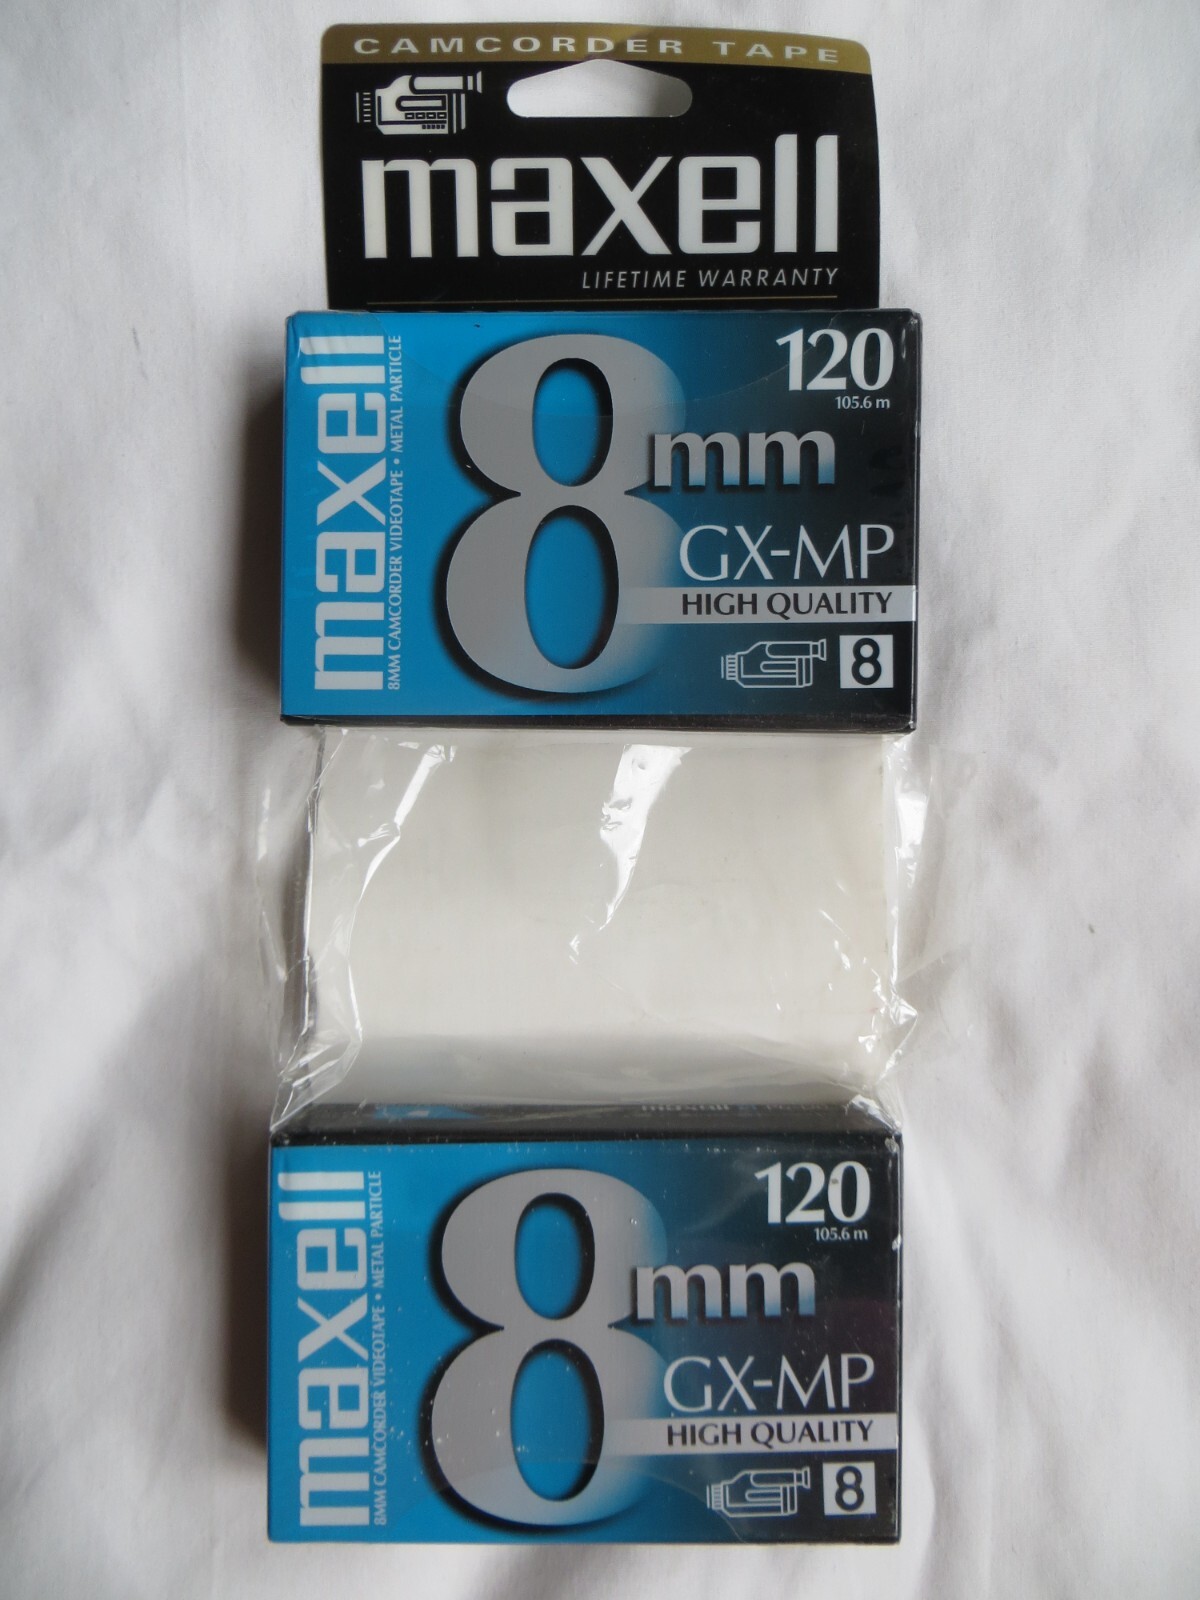 CAMCORDER TAPE
maxell
LIFETIME WARRANTY
maxell
8MM CAMCORDER VIDEOTAPE • METAL PARTICLE
8mm
120
105.6 m
GX-MP
HIGH QUALITY
8
maxell
maxell
8MM CAMCORDER VIDEOTAPE • METAL PARTICLE
8mm
120
105.6 m
GX-MP
HIGH QUALITY
8